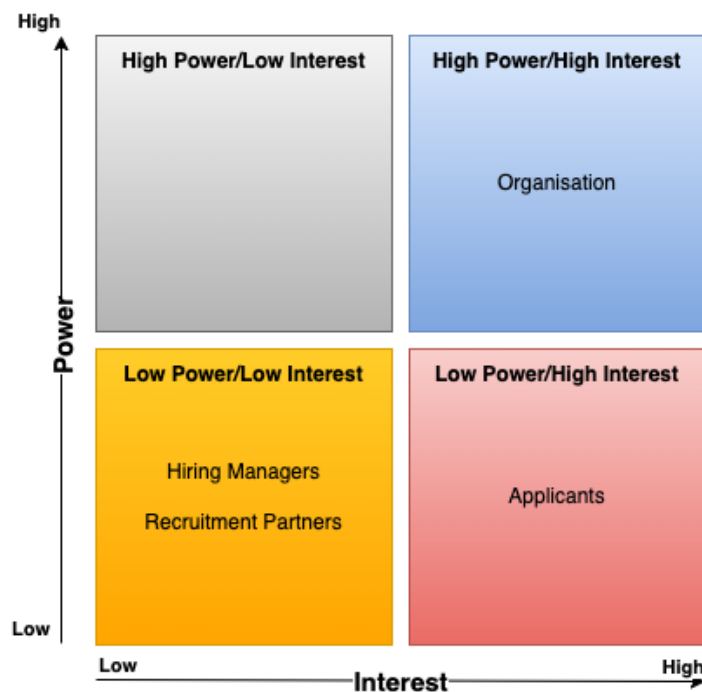 High
High Power/Low Interest
High Power/High Interest
Organisation
Power
Low Power/Low Interest
Low Power/High Interest
Hiring Managers
Recruitment Partners
Applicants
Low
Low
Interest
High